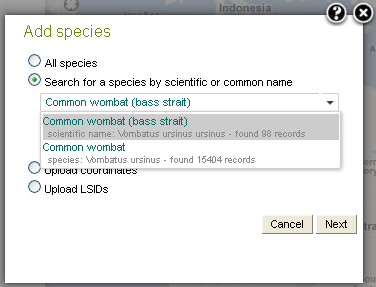 Indonesia
Add species
All species
Search for a species by scientific or common name
Common wombat (bass strait)
Common wombat (bass strait)
scientific name: Vombatus ursinus ursinus - found 98 records
Common wombat
species: Vombatus ursinus - found 15404 records
Upload coordinates
Upload LSIDs
Cancel Next